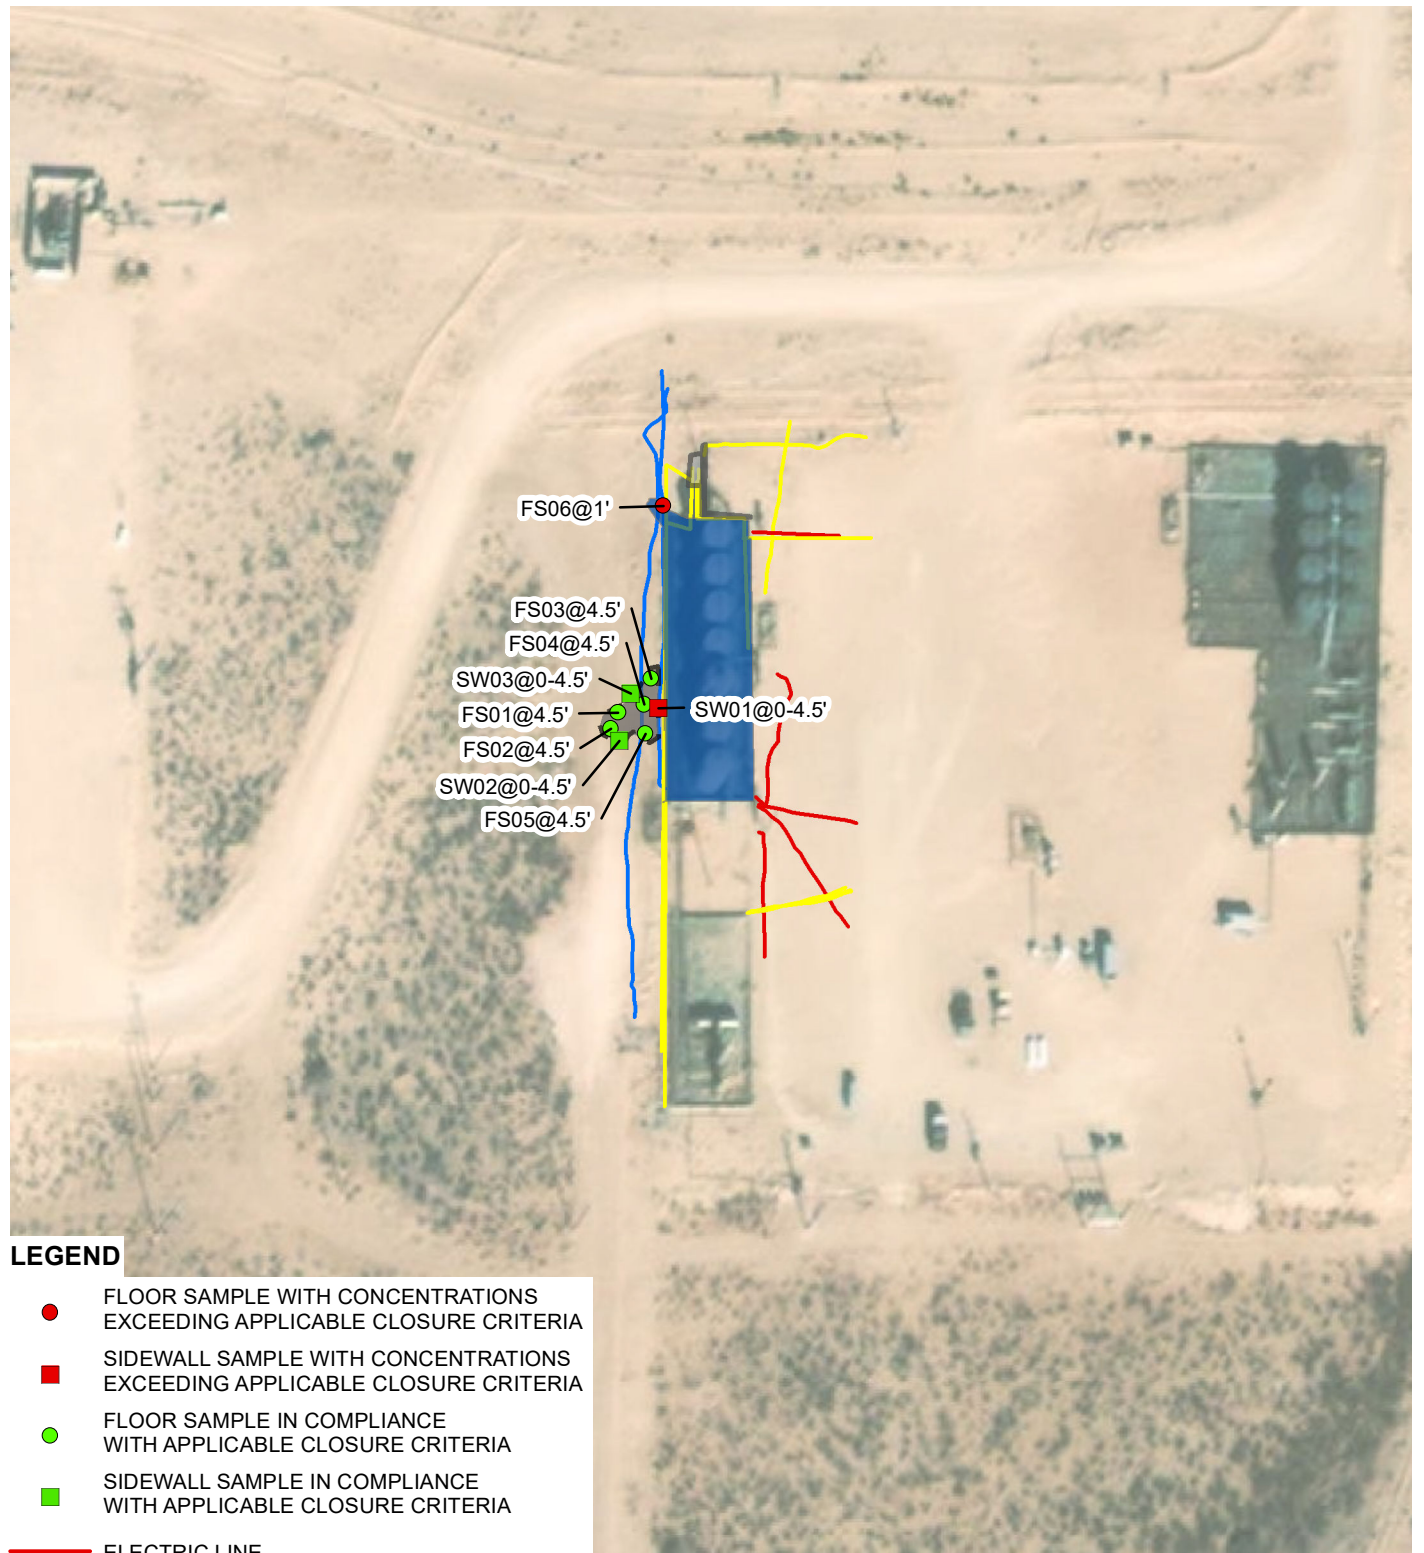 FS06@1'
FS03@4.5'
FS04@4.5'
SW03@0-4.5'
FS01@4.5'
SW01@0-4.5'
FS02@4.5'
SW02@0-4.5'
FS05@4.5'
LEGEND
FLOOR SAMPLE WITH CONCENTRATIONS
EXCEEDING APPLICABLE CLOSURE CRITERIA
SIDEWALL SAMPLE WITH CONCENTRATIONS
EXCEEDING APPLICABLE CLOSURE CRITERIA
FLOOR SAMPLE IN COMPLIANCE
WITH APPLICABLE CLOSURE CRITERIA
SIDEWALL SAMPLE IN COMPLIANCE
WITH APPLICABLE CLOSURE CRITERIA
ELECTRIC LINE